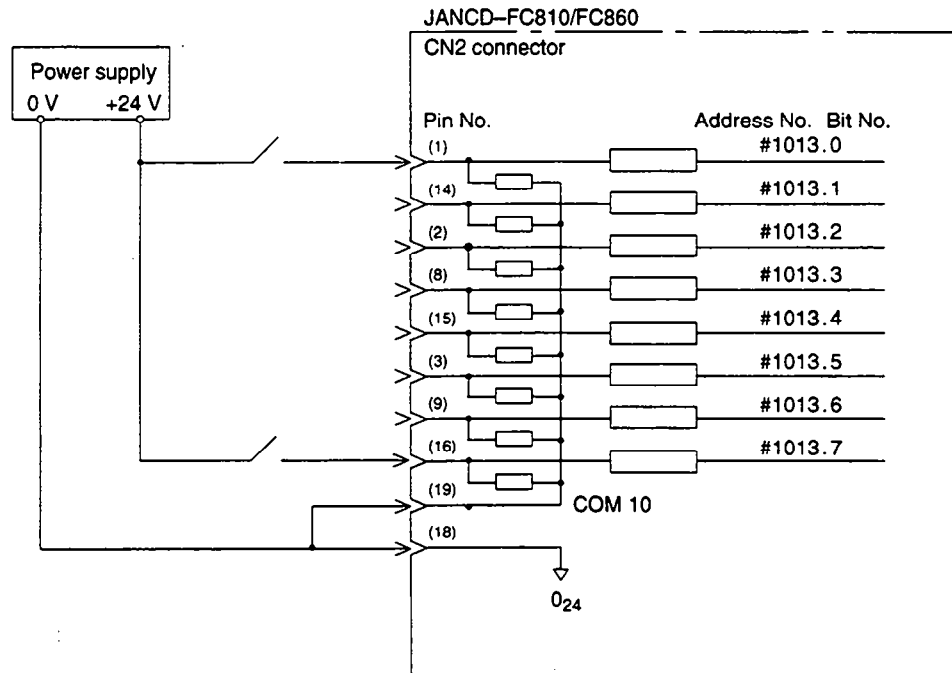 JANCD–FC810/FC860
CN2 connector
Power supply
0 V +24 V
Pin No. Address No. Bit No.
(1) #1013.0
(14) #1013.1
(2) #1013.2
(8) #1013.3
(15) #1013.4
(3) #1013.5
(9) #1013.6
(16) #1013.7
(19) COM 10
(18)
024